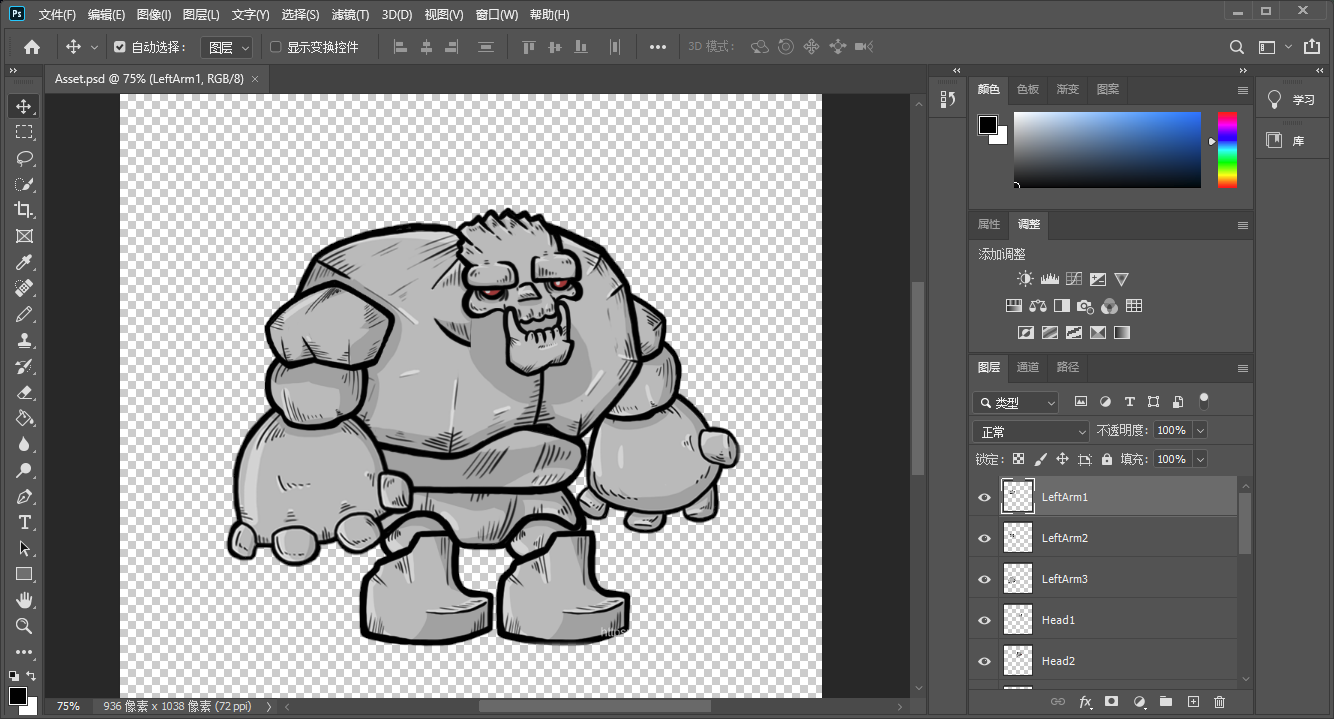 Ps 文件(F) 编辑(E) 图像(I) 图层(L) 文字(Y) 选择(S) 滤镜(T) 3D(D) 视图(V) 窗口(W) 帮助(H)
自动选择: 图层 显示变换控件 3D 模式:
Asset.psd @ 75% (LeftArm1, RGB/8) ×
颜色 色板 渐变 图案
学习
库
属性 调整
添加调整
图层 通道 路径
类型
正常 不透明度: 100%
锁定: 填充: 100%
LeftArm1
LeftArm2
LeftArm3
Head1
Head2
https
75% 936 像素 x 1038 像素 (72 ppi)
fx